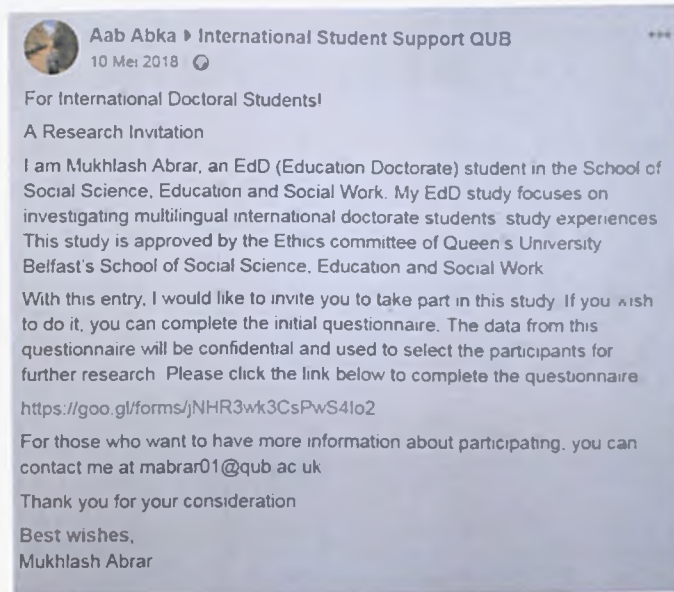 Aab Abka ▸ International Student Support QUB
10 Mei 2018
For International Doctoral Students!
A Research Invitation
I am Mukhlash Abrar, an EdD (Education Doctorate) student in the School of
Social Science, Education and Social Work. My EdD study focuses on
investigating multilingual international doctorate students' study experiences
This study is approved by the Ethics committee of Queen's University
Belfast's School of Social Science, Education and Social Work
With this entry, I would like to invite you to take part in this study. If you wish
to do it, you can complete the initial questionnaire. The data from this
questionnaire will be confidential and used to select the participants for
further research. Please click the link below to complete the questionnaire
https://goo.gl/forms/jNHR3wk3CsPwS4Io2
For those who want to have more information about participating, you can
contact me at mabrar01@qub.ac.uk
Thank you for your consideration
Best wishes,
Mukhlash Abrar